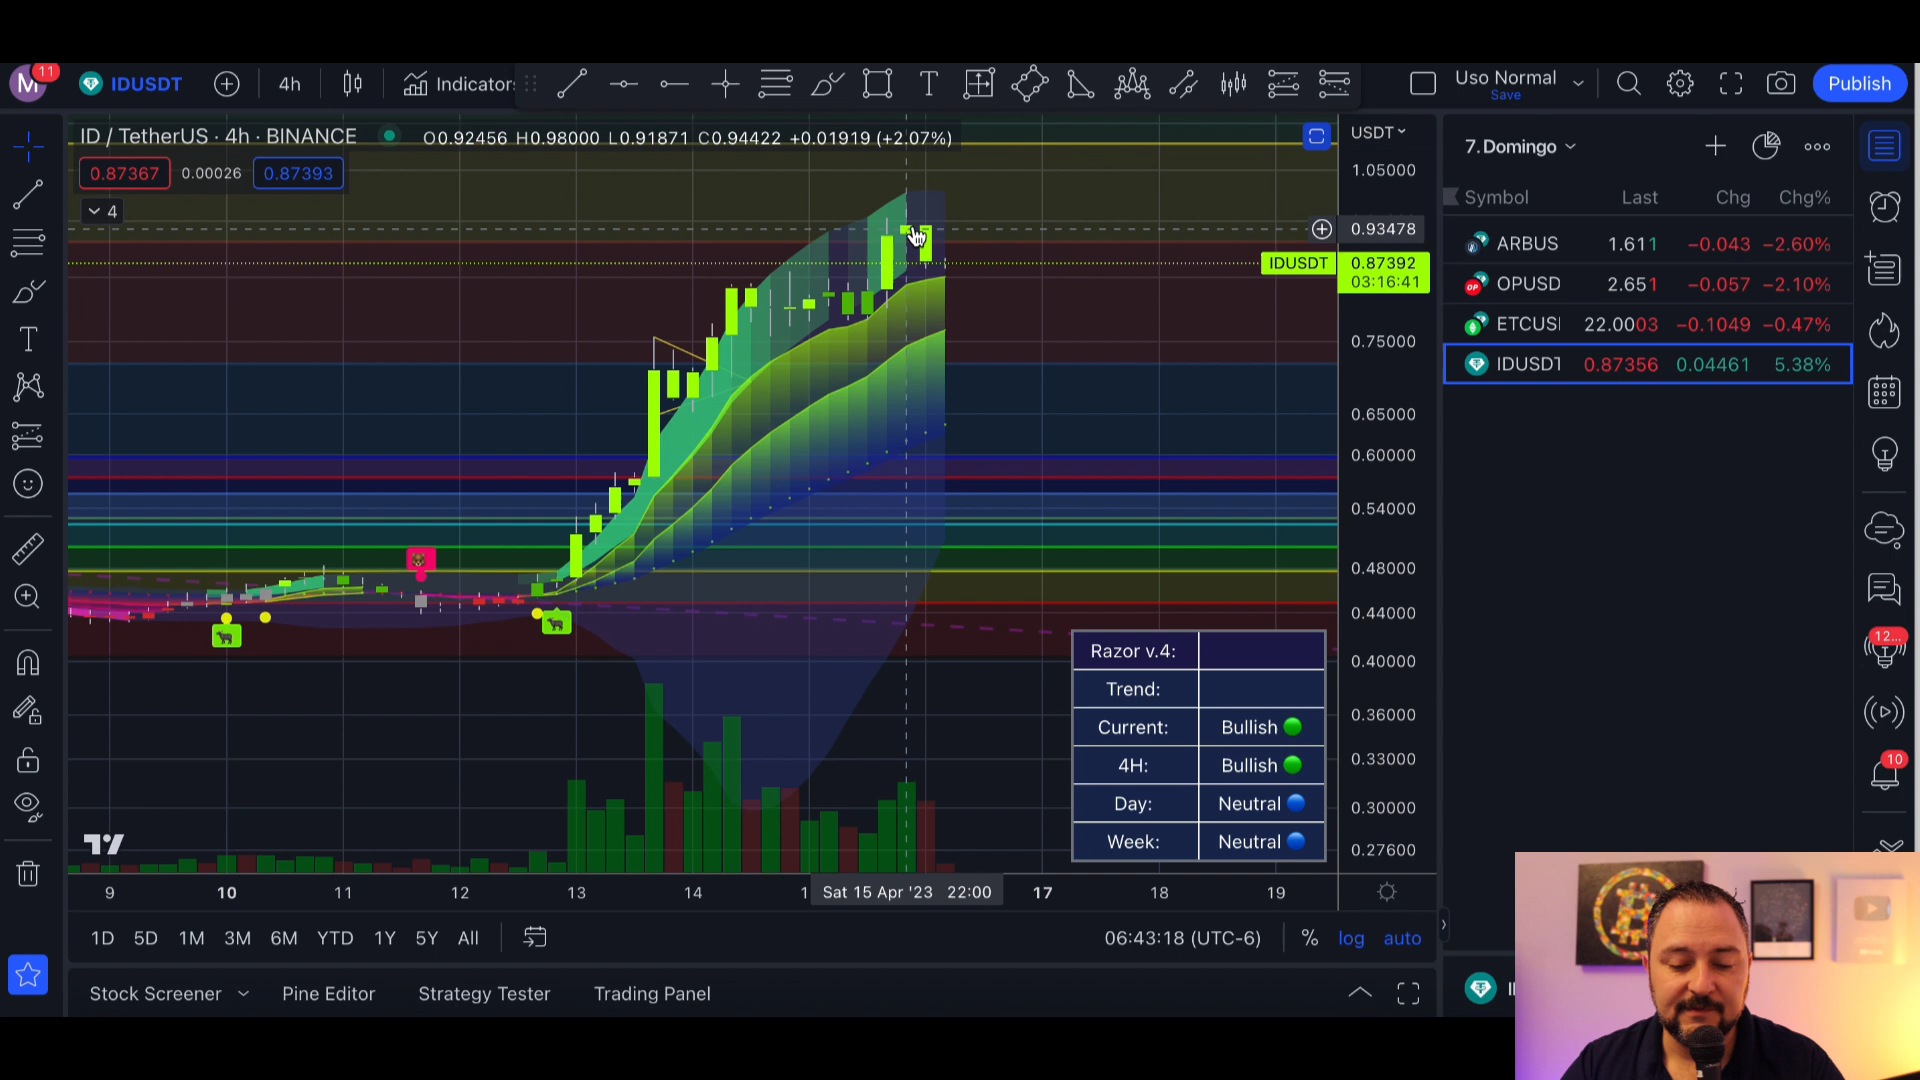 M
11
IDUSDT
4h
Indicators
Uso Normal
Save
Publish
ID / TetherUS · 4h · BINANCE
O0.92456 H0.98000 L0.91871 C0.94422 +0.01919 (+2.07%)
0.87367
0.00026
0.87393
4
USDT
1.05000
0.93478
IDUSDT
0.87392
03:16:41
0.75000
0.65000
0.60000
0.54000
0.48000
0.44000
0.40000
0.36000
0.33000
0.30000
0.27600
Razor v.4:
Trend:
Current: Bullish
4H: Bullish
Day: Neutral
Week: Neutral
9 10 11 12 13 14 1 Sat 15 Apr '23 22:00 17 18 19
1D 5D 1M 3M 6M YTD 1Y 5Y All
06:43:18 (UTC-6) % log auto
Stock Screener
Pine Editor
Strategy Tester
Trading Panel
7. Domingo
Symbol Last Chg Chg%
ARBUS 1.611 −0.043 −2.60%
OPUSD 2.651 −0.057 −2.10%
ETCUSI 22.0003 −0.1049 −0.47%
IDUSDT 0.87356 0.04461 5.38%
12...
10